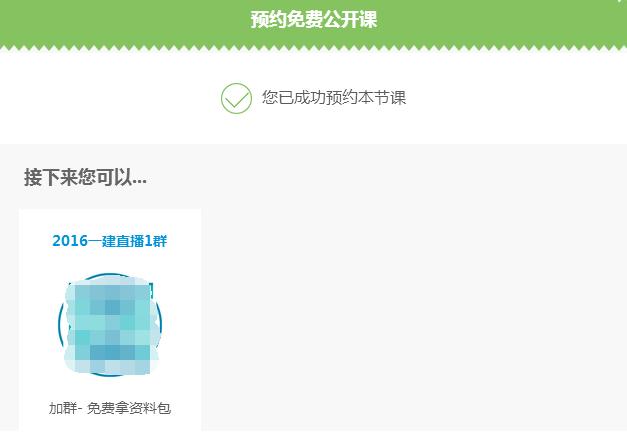 预约免费公开课
您已成功预约本节课
接下来您可以...
2016一建直播1群
加群- 免费拿资料包